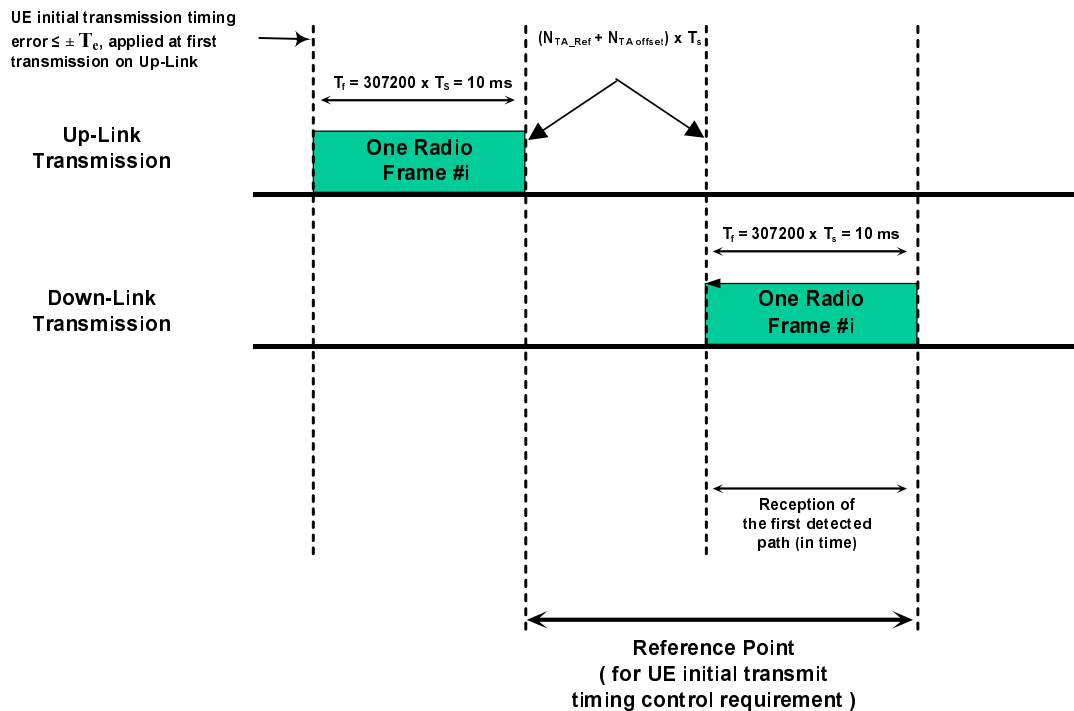 UE initial transmission timing
error ≤ ± Te, applied at first
transmission on Up-Link
(NTA_Ref + NTA offset) x Ts
Tf = 307200 x TS = 10 ms
Up-Link
Transmission
One Radio
Frame #i
Tf = 307200 x Ts = 10 ms
Down-Link
Transmission
One Radio
Frame #i
Reception of
the first detected
path (in time)
Reference Point
( for UE initial transmit
timing control requirement )